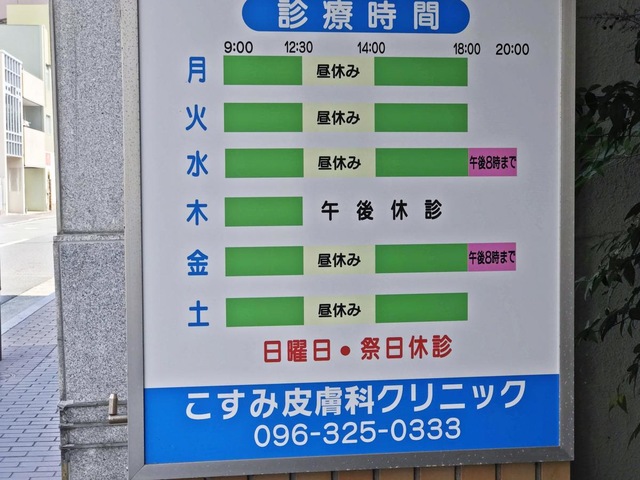 診療時間
9:00 12:30 14:00 18:00 20:00
月 昼休み
火 昼休み
水 昼休み 午後8時まで
木 午後休診
金 昼休み 午後8時まで
土 昼休み
日曜日●祭日休診
こすみ皮膚科クリニック
096-325-0333